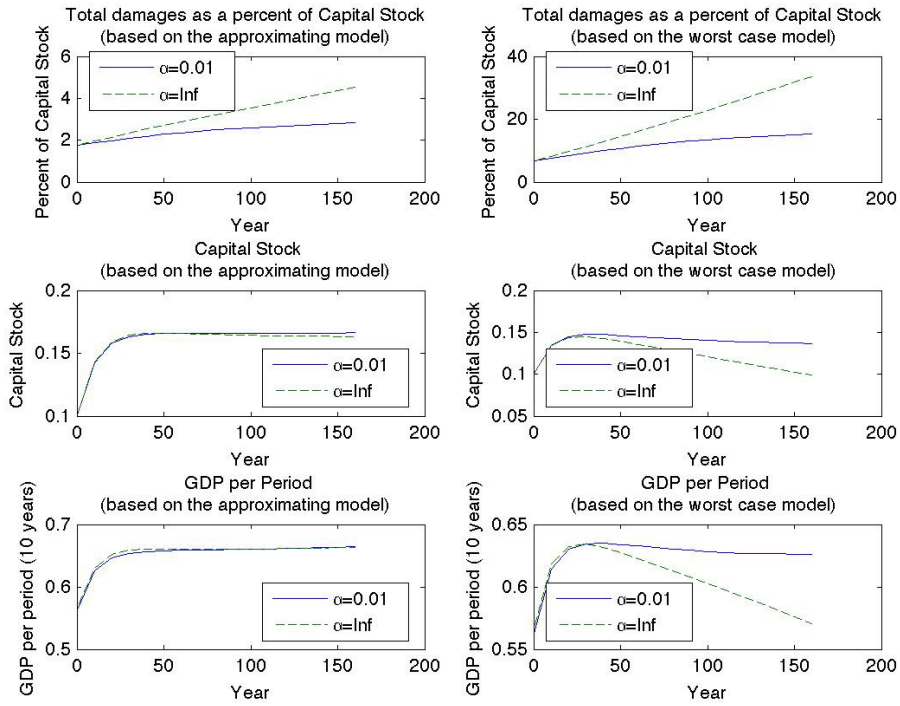 Total damages as a percent of Capital Stock
(based on the approximating model)
6
4
2
0
Percent of Capital Stock
α=0.01
α=Inf
0 50 100 150 200
Year
Total damages as a percent of Capital Stock
(based on the worst case model)
40
20
0
Percent of Capital Stock
α=0.01
α=Inf
0 50 100 150 200
Year
Capital Stock
(based on the approximating model)
0.2
0.15
0.1
Capital Stock
α=0.01
α=Inf
0 50 100 150 200
Year
Capital Stock
(based on the worst case model)
0.2
0.15
0.1
0.05
Capital Stock
α=0.01
α=Inf
0 50 100 150 200
Year
GDP per Period
(based on the approximating model)
0.7
0.6
0.5
GDP per period (10 years)
α=0.01
α=Inf
0 50 100 150 200
Year
GDP per Period
(based on the worst case model)
0.65
0.6
0.55
GDP per period (10 years)
α=0.01
α=Inf
0 50 100 150 200
Year